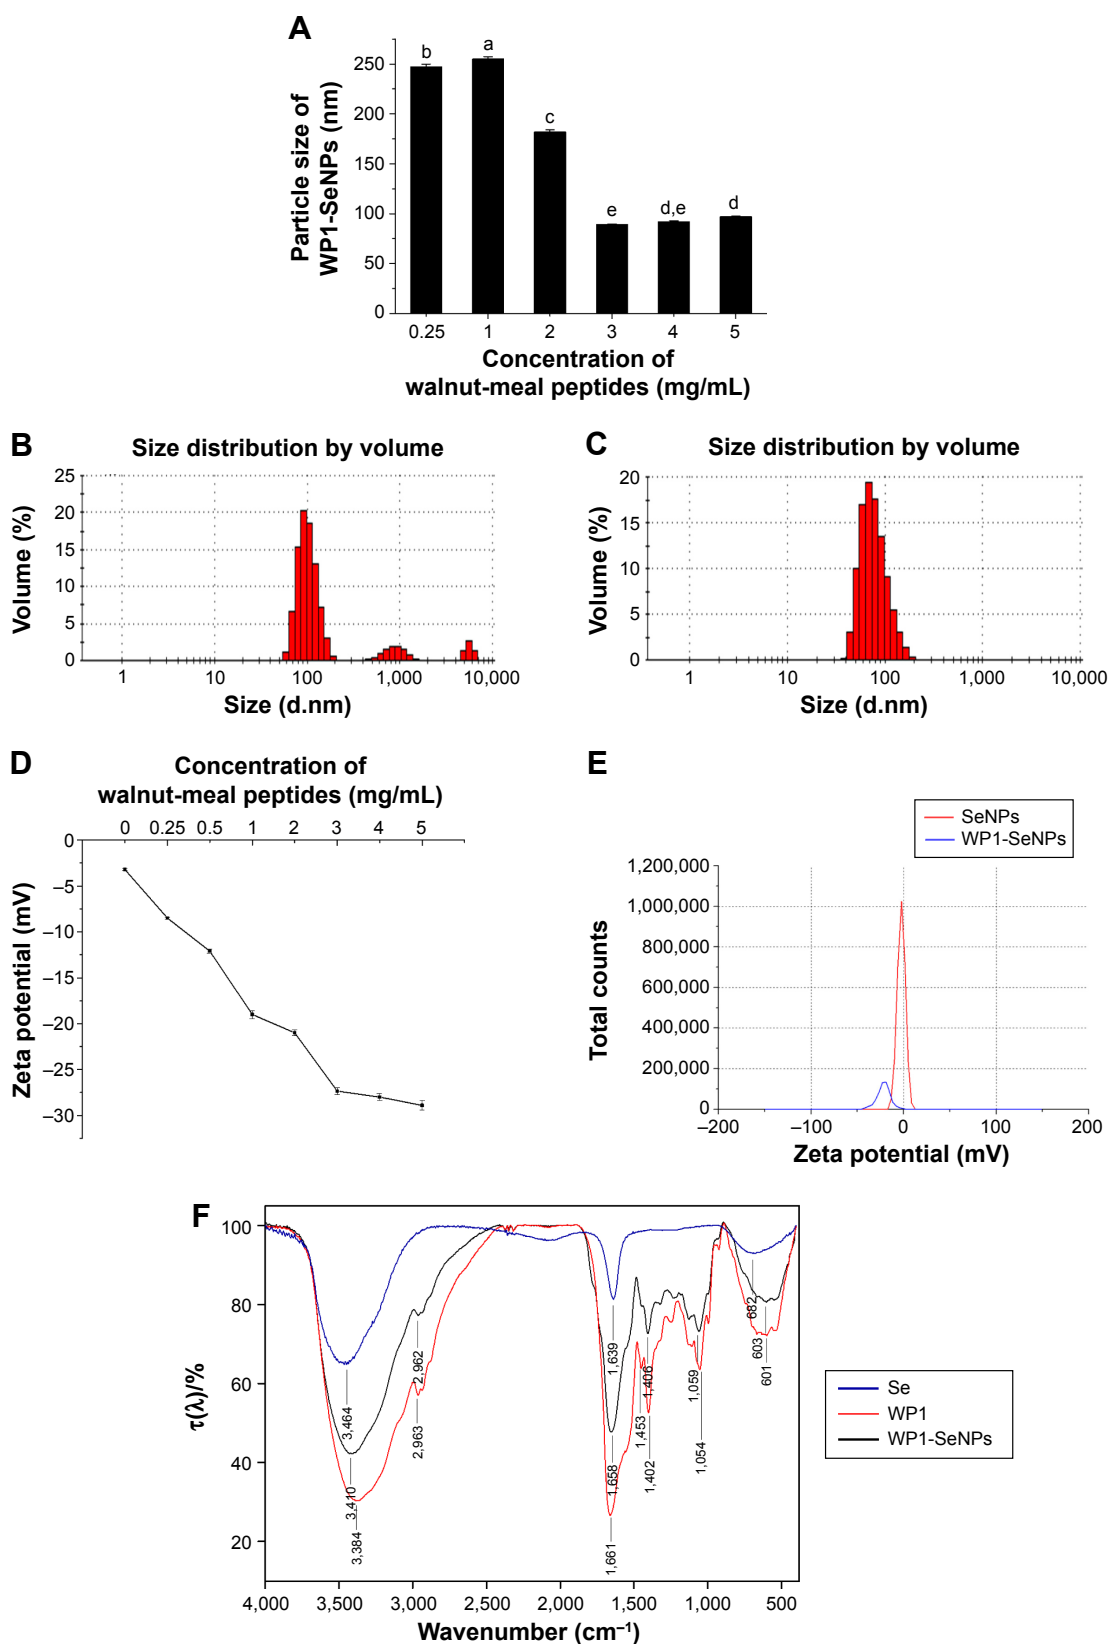 A
Particle size of
WP1-SeNPs (nm)
250
200
150
100
50
0
b
a
c
e
d,e
d
0.25 1 2 3 4 5
Concentration of
walnut-meal peptides (mg/mL)
B
Size distribution by volume
Volume (%)
25
20
15
10
5
0
1 10 100 1,000 10,000
Size (d.nm)
C
Size distribution by volume
Volume (%)
20
15
10
5
0
1 10 100 1,000 10,000
Size (d.nm)
D
Concentration of
walnut-meal peptides (mg/mL)
0 0.25 0.5 1 2 3 4 5
Zeta potential (mV)
0
–5
–10
–15
–20
–25
–30
E
SeNPs
WP1-SeNPs
Total counts
1,200,000
1,000,000
800,000
600,000
400,000
200,000
0
–200 –100 0 100 200
Zeta potential (mV)
F
τ(λ)/%
100
80
60
40
20
3,464
3,410
3,384
2,962
2,963
1,639
1,658
1,661
1,453
1,406
1,402
1,059
1,054
682
603
601
4,000 3,500 3,000 2,500 2,000 1,500 1,000 500
Wavenumber (cm⁻¹)
Se
WP1
WP1-SeNPs